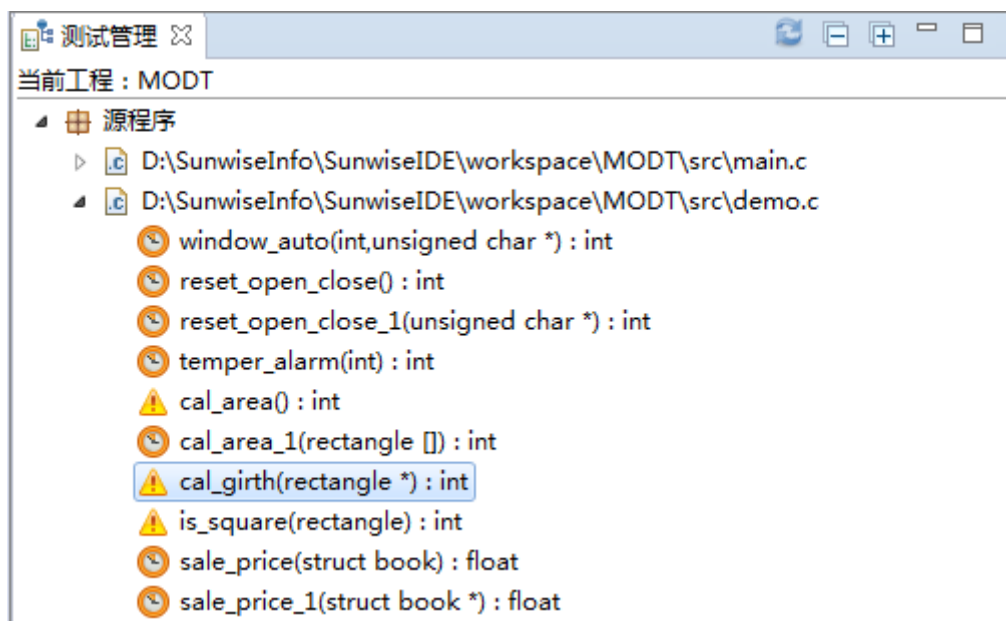 测试管理
当前工程：MODT
源程序
.c D:\SunwiseInfo\SunwiseIDE\workspace\MODT\src\main.c
.c D:\SunwiseInfo\SunwiseIDE\workspace\MODT\src\demo.c
window_auto(int,unsigned char *) : int
reset_open_close() : int
reset_open_close_1(unsigned char *) : int
temper_alarm(int) : int
cal_area() : int
cal_area_1(rectangle []) : int
cal_girth(rectangle *) : int
is_square(rectangle) : int
sale_price(struct book) : float
sale_price_1(struct book *) : float